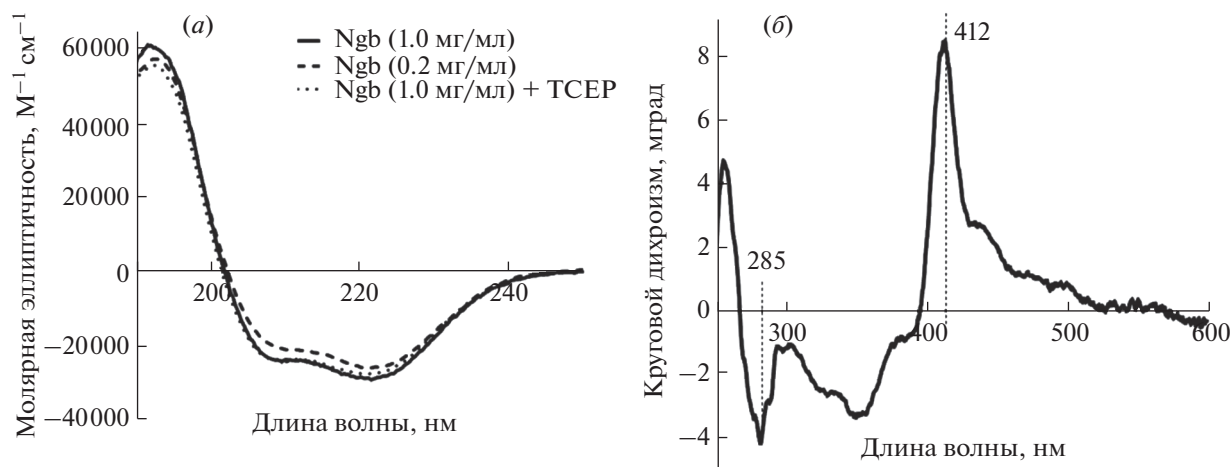 (а)
Молярная эллиптичность, М⁻¹ см⁻¹
60000
40000
20000
0
−20000
−40000
200
220
240
Длина волны, нм
Ngb (1.0 мг/мл)
Ngb (0.2 мг/мл)
Ngb (1.0 мг/мл) + TCEP
(б)
Круговой дихроизм, мград
8
6
4
2
0
−2
−4
412
285
300
400
500
600
Длина волны, нм